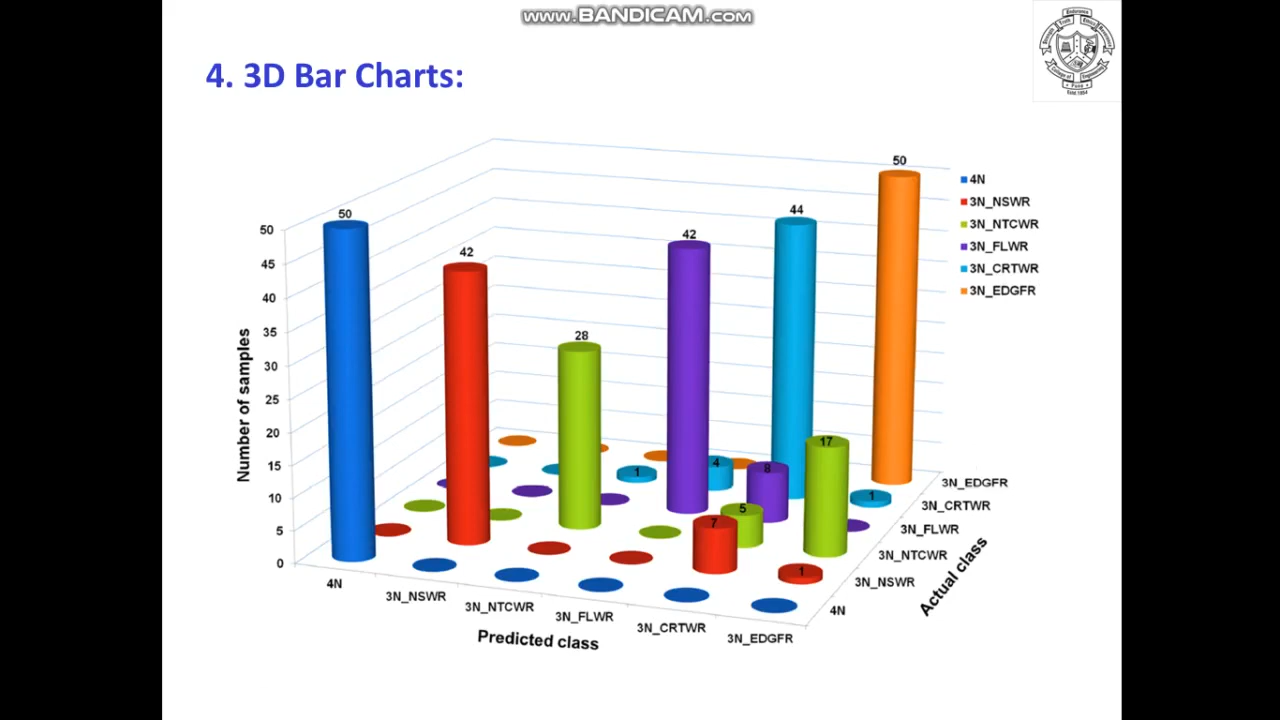 www.BANDICAM.com
4. 3D Bar Charts:
50
45
40
35
30
25
20
15
10
5
0
Number of samples
50
42
28
42
44
50
1
4
8
17
1
5
7
1
4N
3N_NSWR
3N_NTCWR
3N_FLWR
3N_CRTWR
3N_EDGFR
Predicted class
4N
3N_NSWR
3N_NTCWR
3N_FLWR
3N_CRTWR
3N_EDGFR
Actual class
4N
3N_NSWR
3N_NTCWR
3N_FLWR
3N_CRTWR
3N_EDGFR